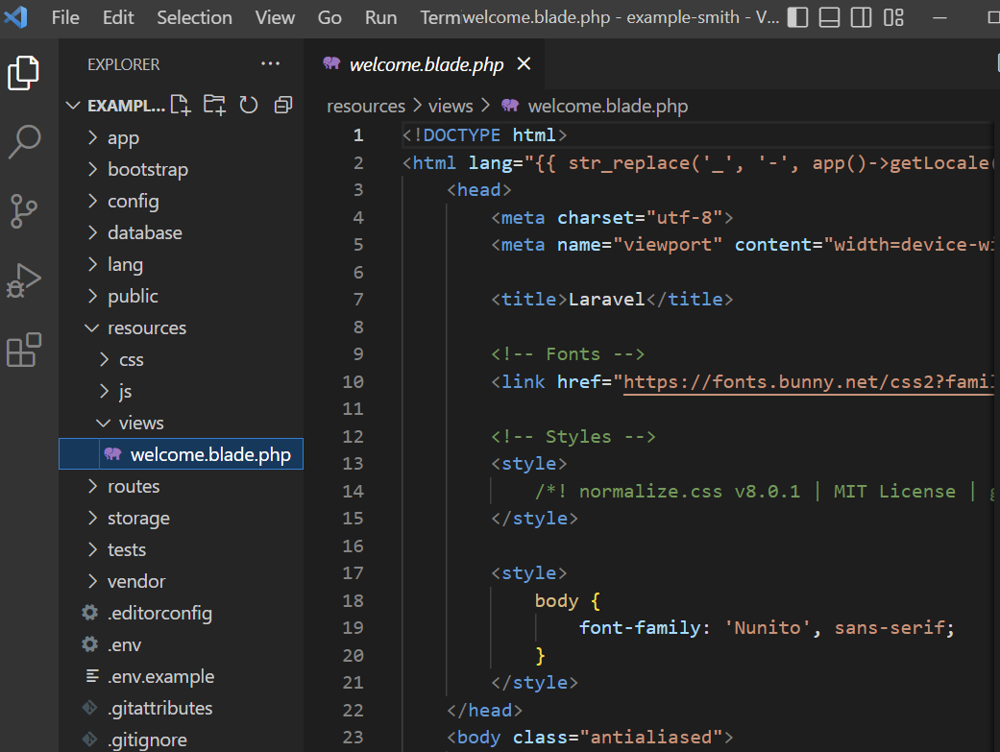 File Edit Selection View Go Run Term welcome.blade.php - example-smith - V...
EXPLORER ...
EXAMPL...
app
bootstrap
config
database
lang
public
resources
css
js
views
welcome.blade.php
routes
storage
tests
vendor
.editorconfig
.env
.env.example
.gitattributes
.gitignore
welcome.blade.php
resources > views > welcome.blade.php
1 <!DOCTYPE html>
2 <html lang="{{ str_replace('_', '-', app()->getLocale(
3 <head>
4 <meta charset="utf-8">
5 <meta name="viewport" content="width=device-wi
6
7 <title>Laravel</title>
8
9 <!-- Fonts -->
10 <link href="https://fonts.bunny.net/css2?famil
11
12 <!-- Styles -->
13 <style>
14 /*! normalize.css v8.0.1 | MIT License | g
15 </style>
16
17 <style>
18 body {
19 font-family: 'Nunito', sans-serif;
20 }
21 </style>
22 </head>
23 <body class="antialiased">